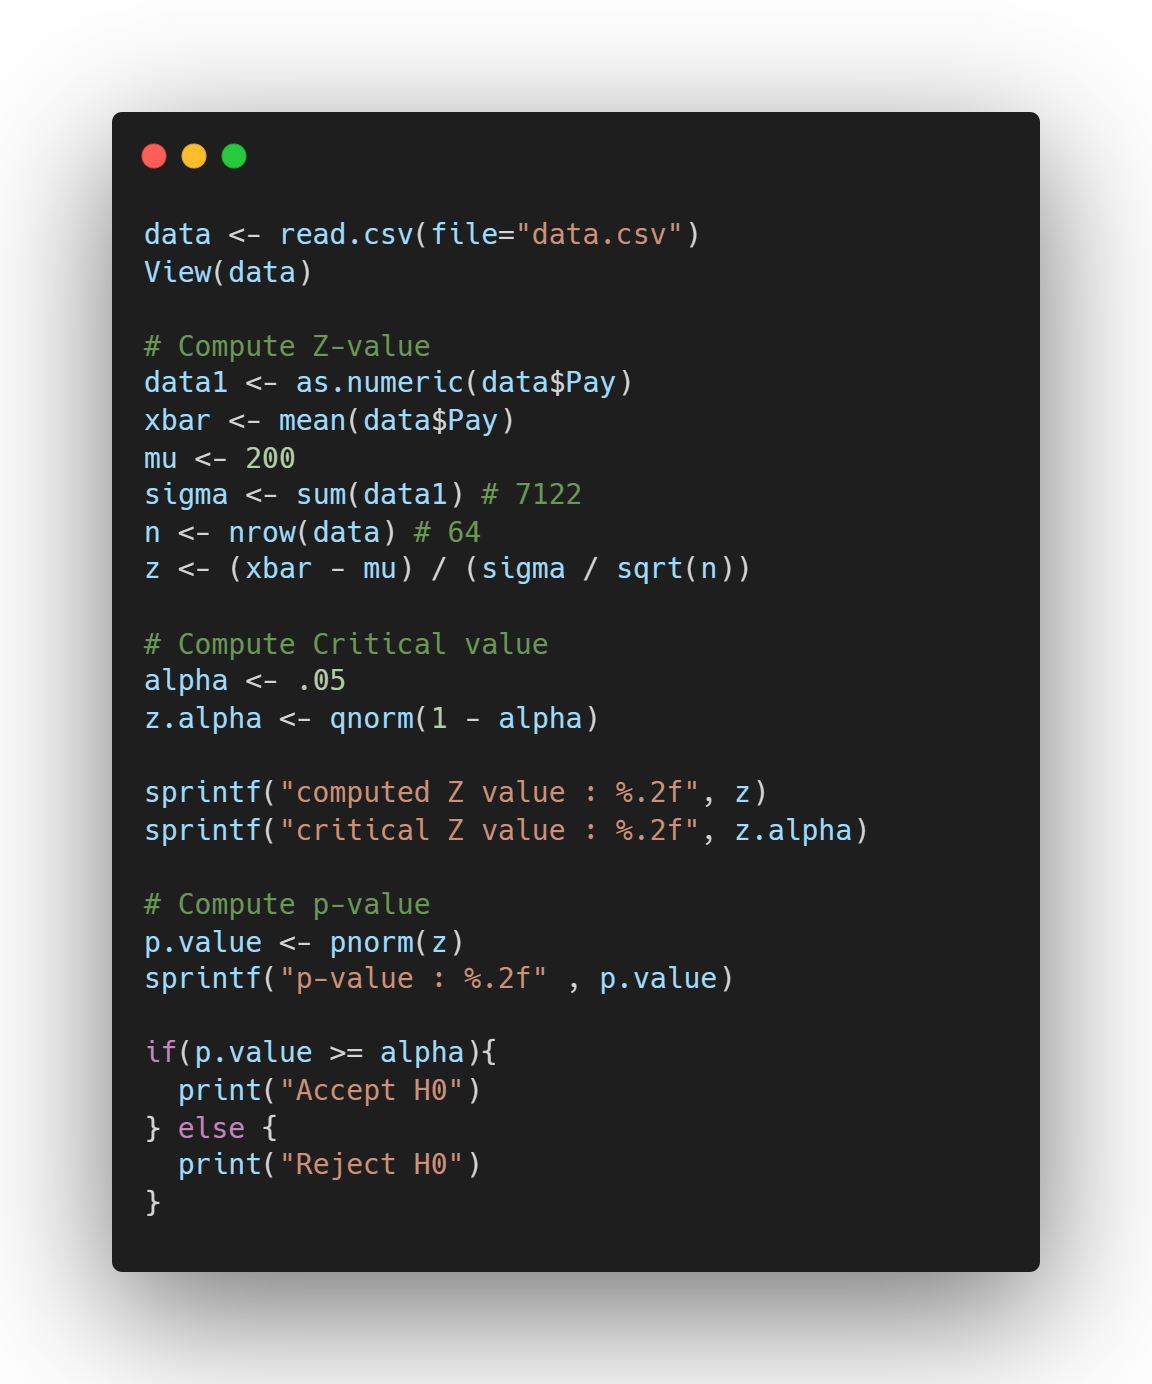 data <- read.csv(file="data.csv")
View(data)
# Compute Z-value
data1 <- as.numeric(data$Pay)
xbar <- mean(data$Pay)
mu <- 200
sigma <- sum(data1) # 7122
n <- nrow(data) # 64
z <- (xbar - mu) / (sigma / sqrt(n))
# Compute Critical value
alpha <- .05
z.alpha <- qnorm(1 - alpha)
sprintf("computed Z value : %.2f", z)
sprintf("critical Z value : %.2f", z.alpha)
# Compute p-value
p.value <- pnorm(z)
sprintf("p-value : %.2f" , p.value)
if(p.value >= alpha){
  print("Accept H0")
} else {
  print("Reject H0")
}